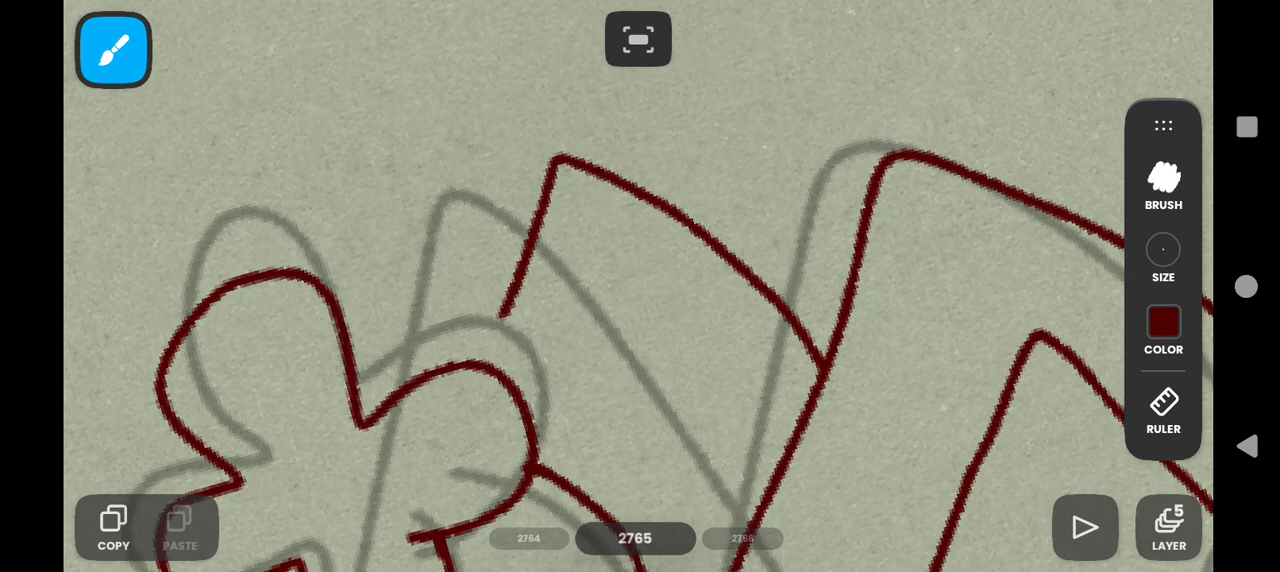 BRUSH
SIZE
COLOR
RULER
COPY
PASTE
2764
2765
2766
5
LAYER